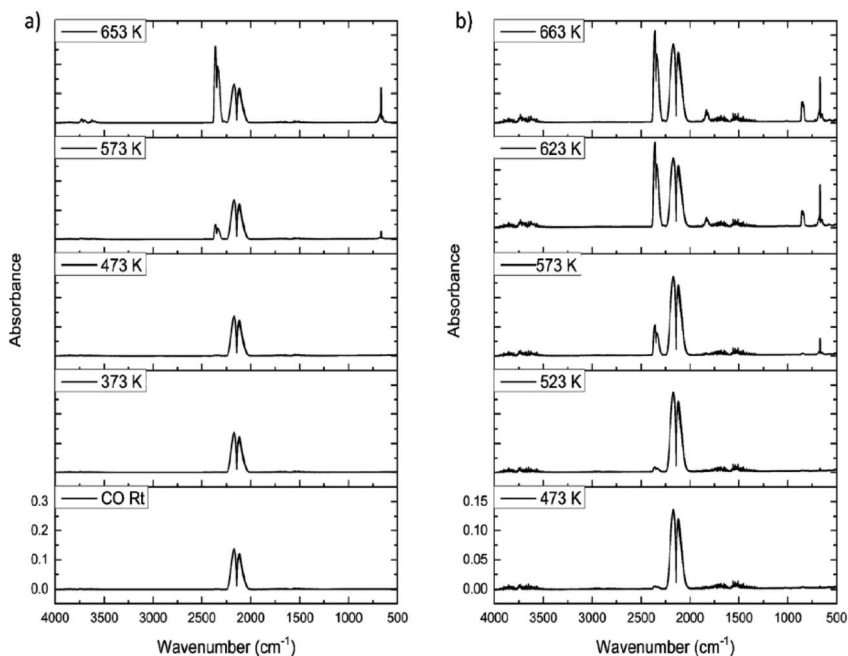 a)
653 K
573 K
473 K
373 K
CO Rt
0.3
0.2
0.1
0.0
4000 3500 3000 2500 2000 1500 1000 500
Wavenumber (cm⁻¹)
Absorbance
b)
663 K
623 K
573 K
523 K
473 K
0.15
0.10
0.05
0.00
4000 3500 3000 2500 2000 1500 1000 500
Wavenumber (cm⁻¹)
Absorbance